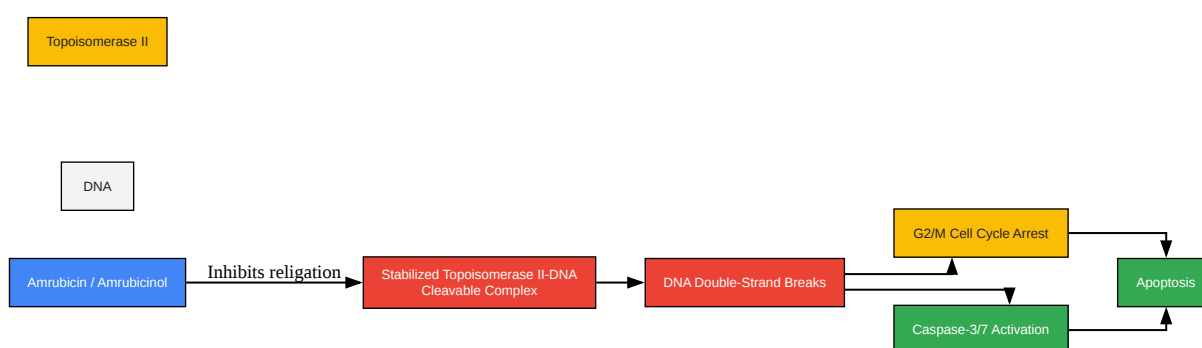 Topoisomerase II
DNA
Amrubicin / Amrubicinol
Inhibits religation
Stabilized Topoisomerase II-DNA
Cleavable Complex
DNA Double-Strand Breaks
G2/M Cell Cycle Arrest
Caspase-3/7 Activation
Apoptosis